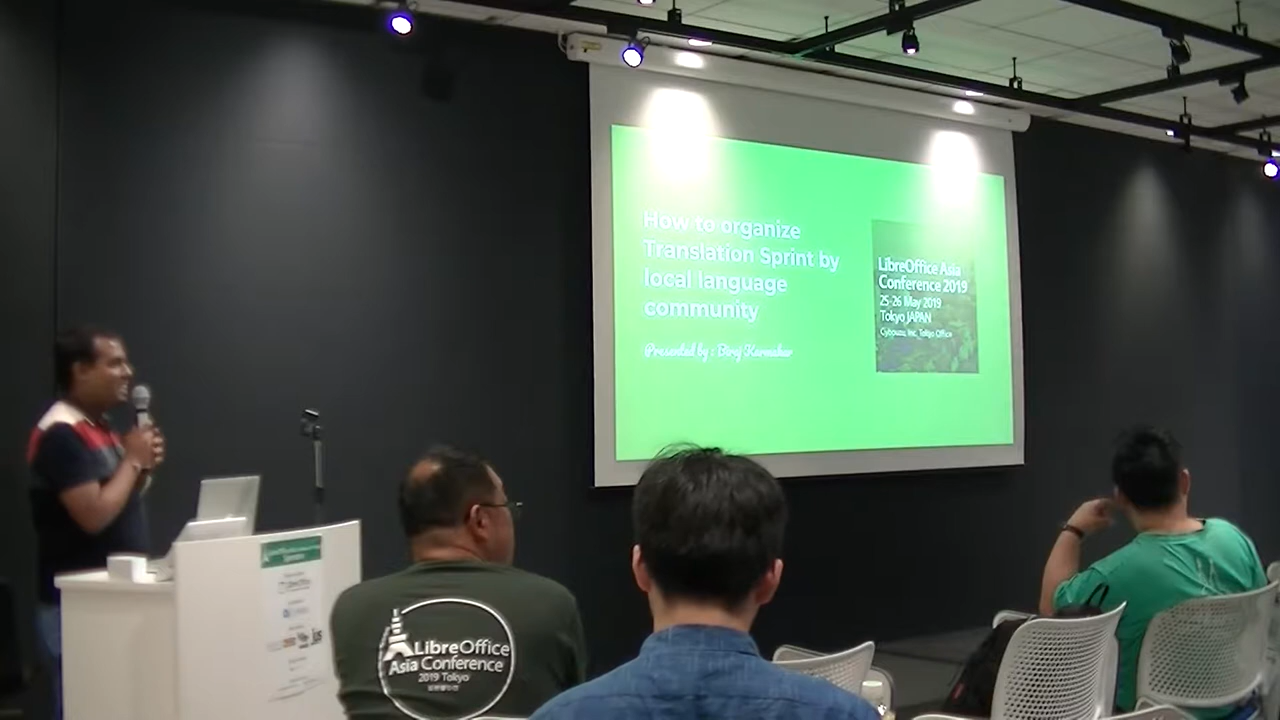 How to organize
Translation Sprint by
local language
community
Presented by : Biraj Karmakar
LibreOffice Asia
Conference 2019
25-26 May 2019
Tokyo JAPAN
Cybouzu, Inc. Tokyo Office
LibreOffice
Asia Conference
2019 Tokyo